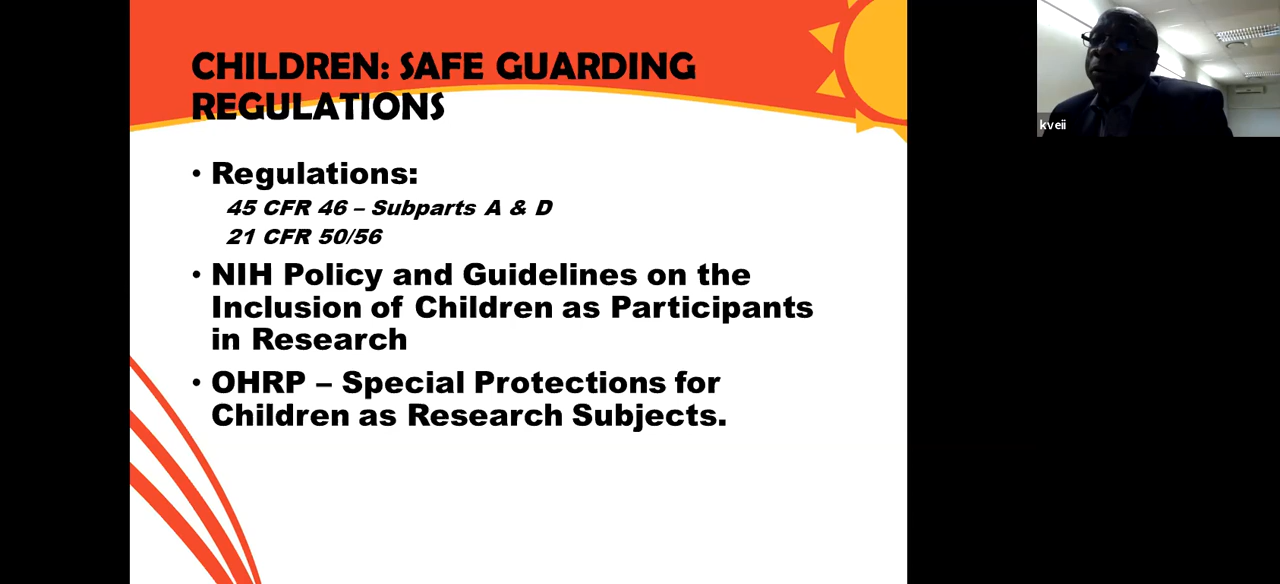 CHILDREN: SAFE GUARDING
REGULATIONS
• Regulations:
45 CFR 46 – Subparts A & D
21 CFR 50/56
• NIH Policy and Guidelines on the
Inclusion of Children as Participants
in Research
• OHRP – Special Protections for
Children as Research Subjects.
kveii